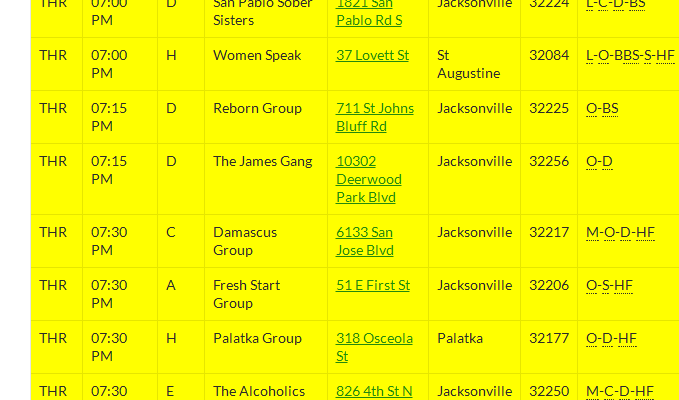 THR 07:00 D San Pablo Sober 1821 San Jacksonville 32224 L-C-D-BS
PM Sisters Pablo Rd S
THR 07:00 H Women Speak 37 Lovett St St 32084 L-O-BBS-S-HF
PM Augustine
THR 07:15 D Reborn Group 711 St Johns Jacksonville 32225 O-BS
PM Bluff Rd
THR 07:15 D The James Gang 10302 Jacksonville 32256 O-D
PM Deerwood
Park Blvd
THR 07:30 C Damascus 6133 San Jacksonville 32217 M-O-D-HF
PM Group Jose Blvd
THR 07:30 A Fresh Start 51 E First St Jacksonville 32206 O-S-HF
PM Group
THR 07:30 H Palatka Group 318 Osceola Palatka 32177 O-D-HF
PM St
THR 07:30 E The Alcoholics 826 4th St N Jacksonville 32250 M-C-D-HF